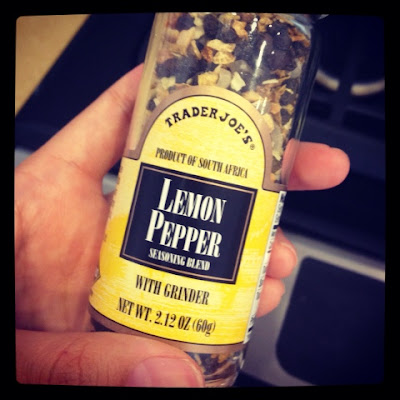 TRADER JOE'S®
PRODUCT OF SOUTH AFRICA
LEMON
PEPPER
SEASONING BLEND
WITH GRINDER
NET WT. 2.12 OZ (60g)